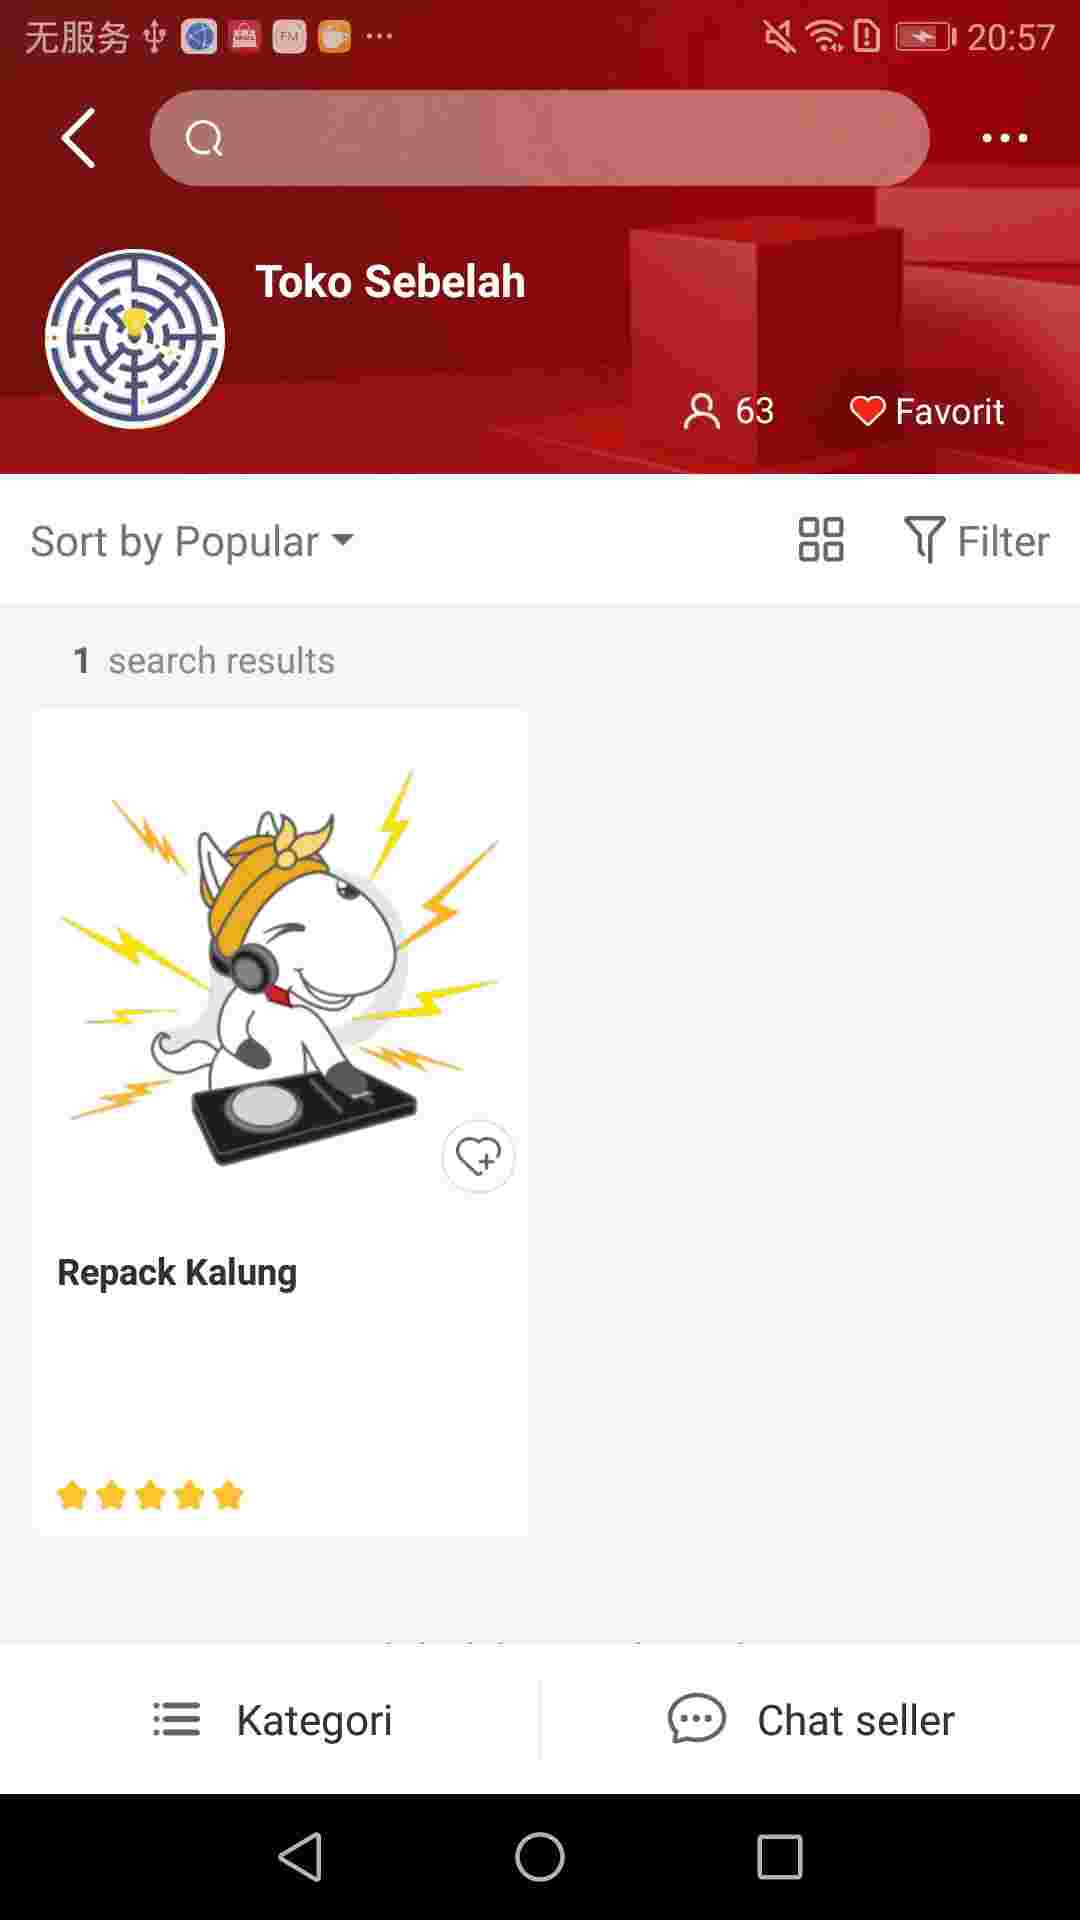 无服务 FM 20:57
Toko Sebelah
63 Favorit
Sort by Popular Filter
1 search results
Repack Kalung
Kategori Chat seller